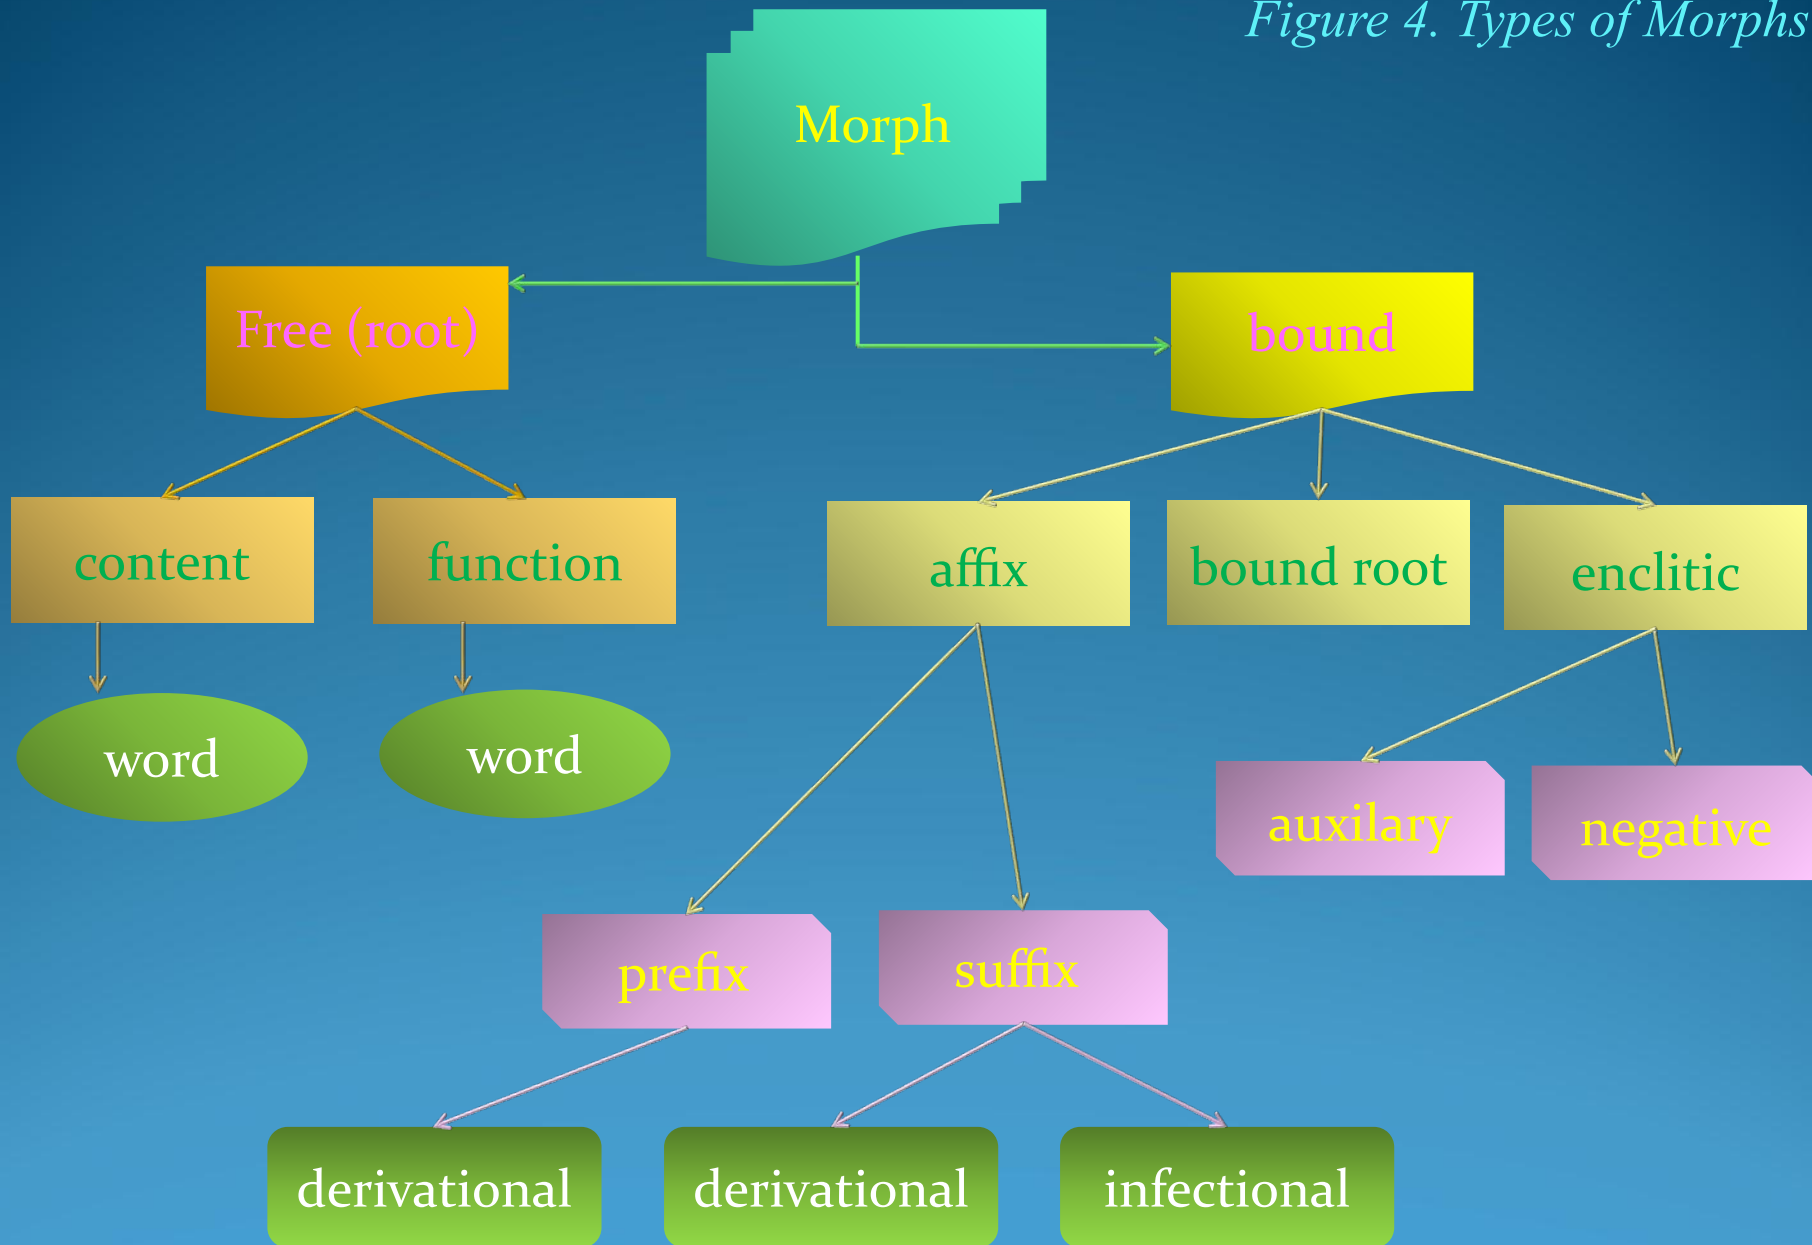 Figure 4. Types of Morphs
Morph
Free (root)
bound
content
function
affix
bound root
enclitic
word
word
auxilary
negative
prefix
suffix
derivational
derivational
infectional